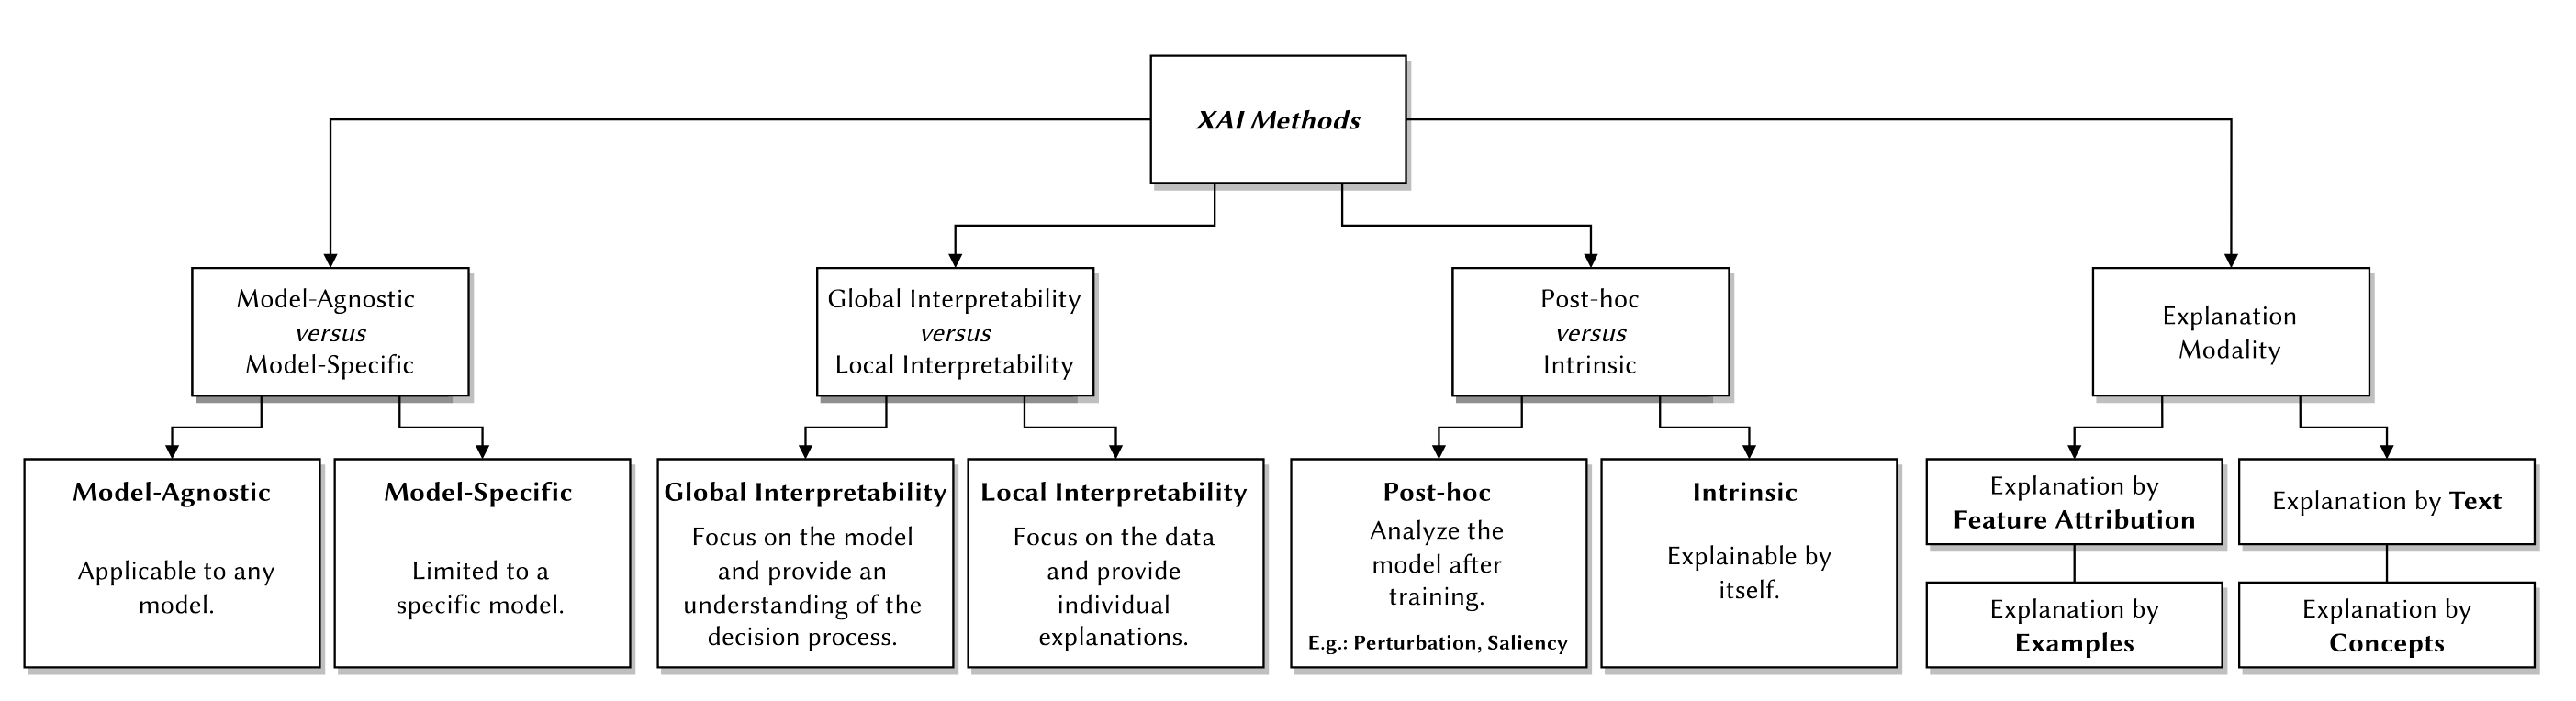 XAI Methods
Model-Agnostic
versus
Model-Specific
Global Interpretability
versus
Local Interpretability
Post-hoc
versus
Intrinsic
Explanation
Modality
Model-Agnostic
Applicable to any
model.
Model-Specific
Limited to a
specific model.
Global Interpretability
Focus on the model
and provide an
understanding of the
decision process.
Local Interpretability
Focus on the data
and provide
individual
explanations.
Post-hoc
Analyze the
model after
training.
E.g.: Perturbation, Saliency
Intrinsic
Explainable by
itself.
Explanation by
Feature Attribution
Explanation by Text
Explanation by
Examples
Explanation by
Concepts